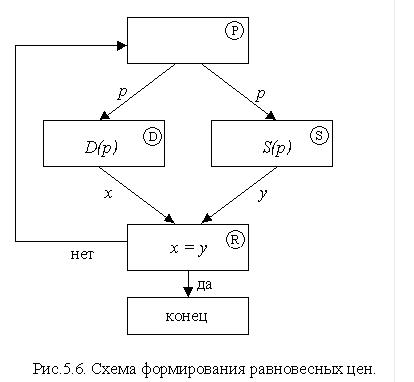 P
p
p
D(p)
D
S(p)
S
x
y
x = y
R
нет
да
конец
Рис.5.6. Схема формирования равновесных цен.